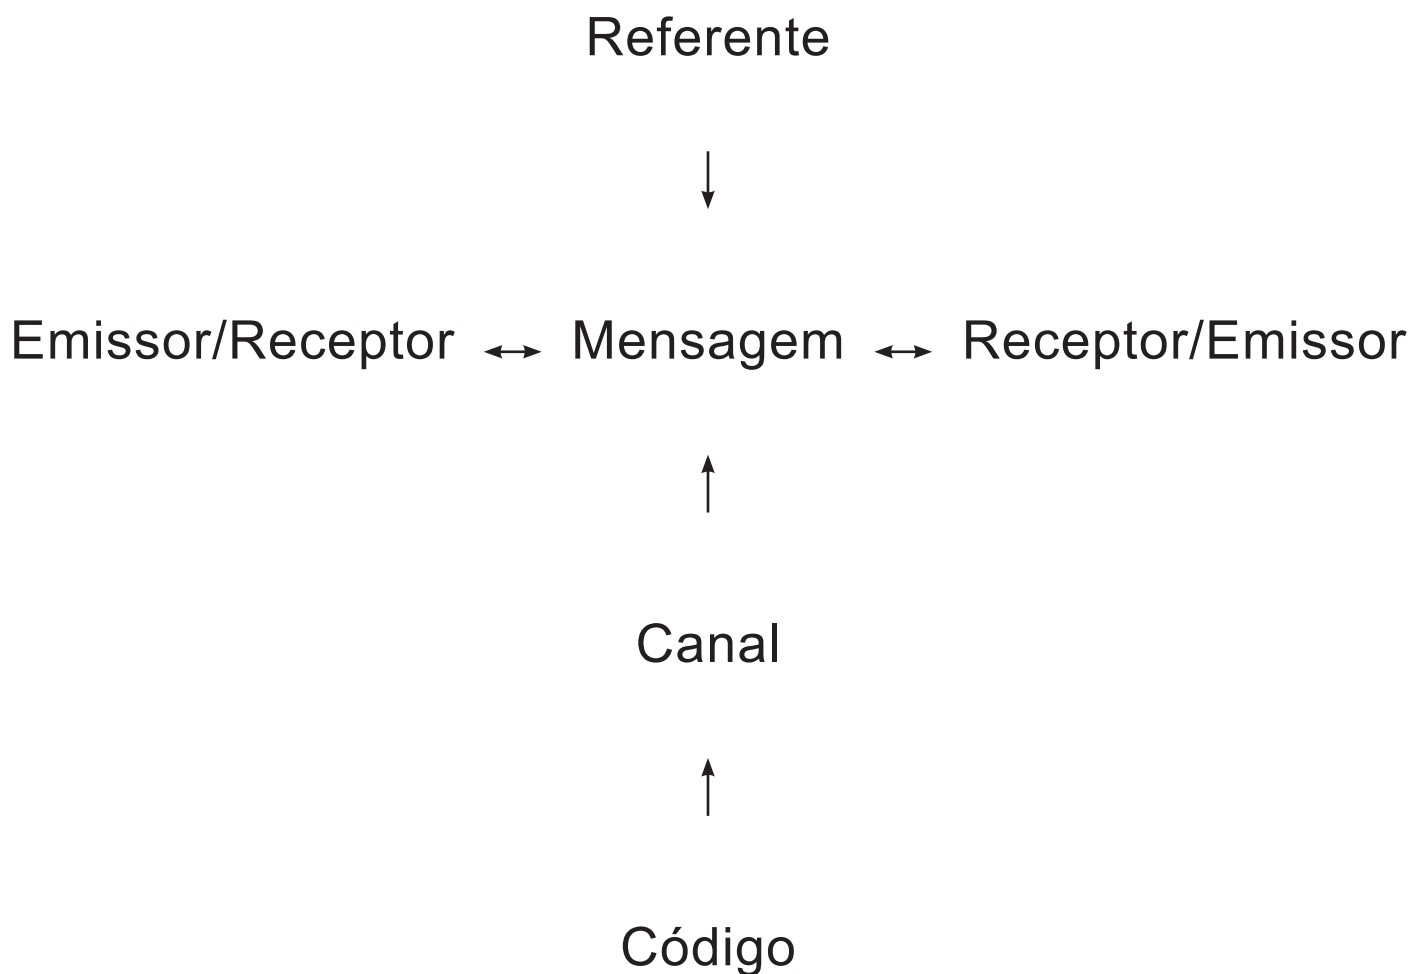 Referente
Emissor/Receptor ↔ Mensagem ↔ Receptor/Emissor
Canal
Código